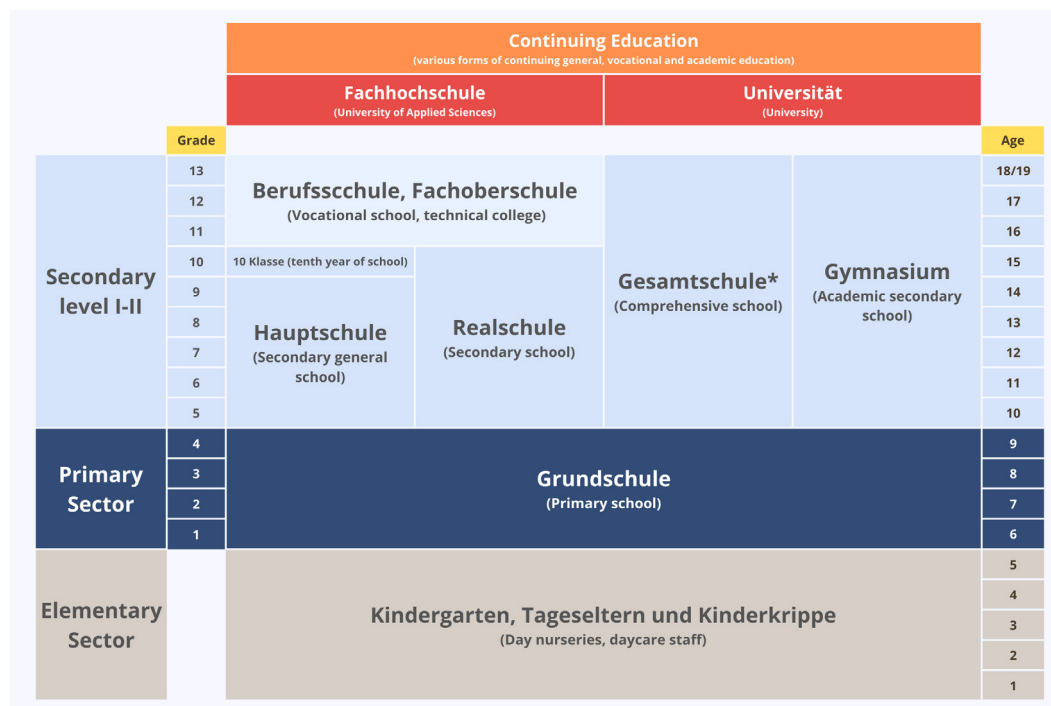 Continuing Education
(various forms of continuing general, vocational and academic education)
Fachhochschule
(University of Applied Sciences)
Universität
(University)
Grade
Age
Secondary
level I-II
13
12
11
10
9
8
7
6
5
Berufsscchule, Fachoberschule
(Vocational school, technical college)
10 Klasse (tenth year of school)
Hauptschule
(Secondary general
school)
Realschule
(Secondary school)
Gesamtschule*
(Comprehensive school)
Gymnasium
(Academic secondary
school)
18/19
17
16
15
14
13
12
11
10
Primary
Sector
4
3
2
1
Grundschule
(Primary school)
9
8
7
6
Elementary
Sector
Kindergarten, Tageseltern und Kinderkrippe
(Day nurseries, daycare staff)
5
4
3
2
1